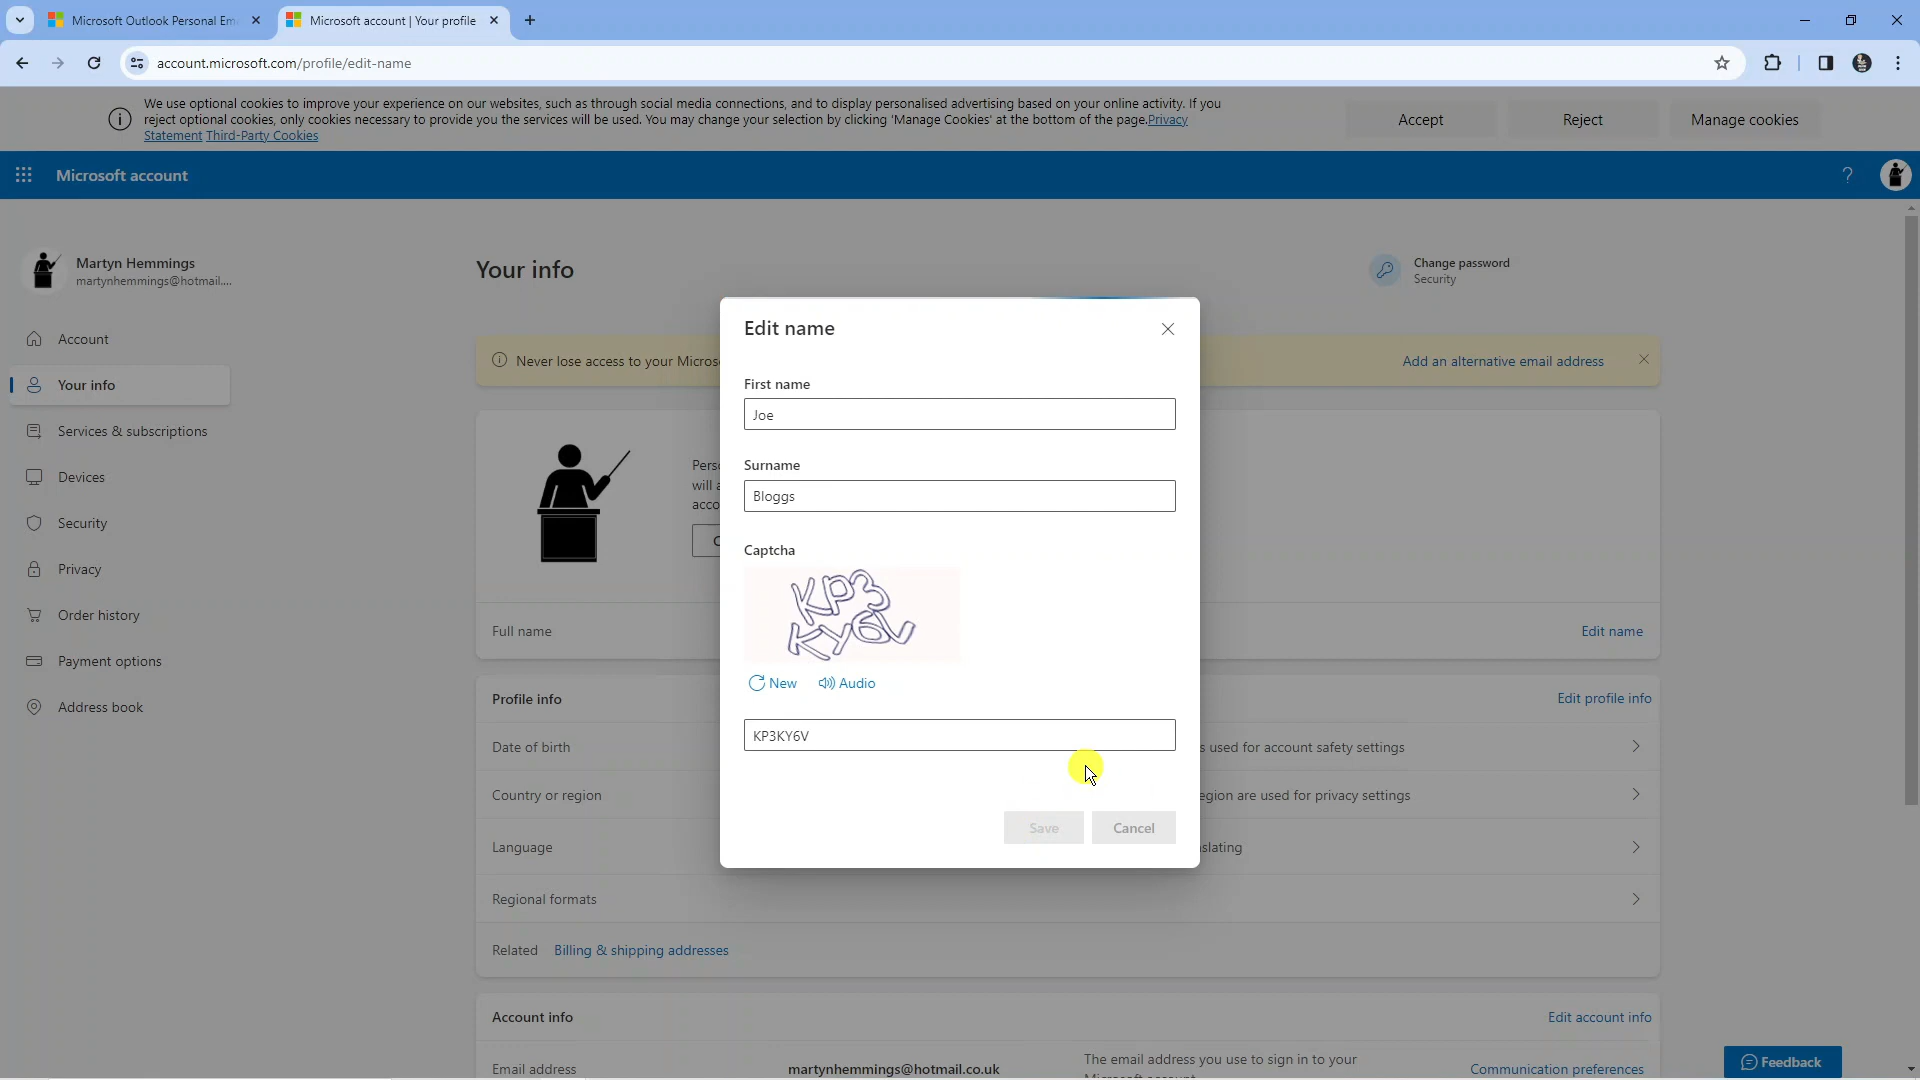 Microsoft Outlook Personal Em
Microsoft account | Your profile
account.microsoft.com/profile/edit-name
We use optional cookies to improve your experience on our websites, such as through social media connections, and to display personalised advertising based on your online activity. If you
reject optional cookies, only cookies necessary to provide you the services will be used. You may change your selection by clicking 'Manage Cookies' at the bottom of the page.Privacy
Statement Third-Party Cookies
Accept
Reject
Manage cookies
Microsoft account
?
Martyn Hemmings
martynhemmings@hotmail....
Account
Your info
Services & subscriptions
Devices
Security
Privacy
Order history
Payment options
Address book
Your info
Change password
Security
Never lose access to your Micros
Add an alternative email address
Pers
will a
acco
C
Full name
Edit name
Edit name
First name
Joe
Surname
Bloggs
Captcha
KP3
KY6V
New
Audio
KP3KY6V
Save
Cancel
Profile info
Edit profile info
Date of birth
s used for account safety settings
Country or region
egion are used for privacy settings
Language
slating
Regional formats
Related
Billing & shipping addresses
Account info
Edit account info
Email address
martynhemmings@hotmail.co.uk
The email address you use to sign in to your
Communication preferences
Feedback